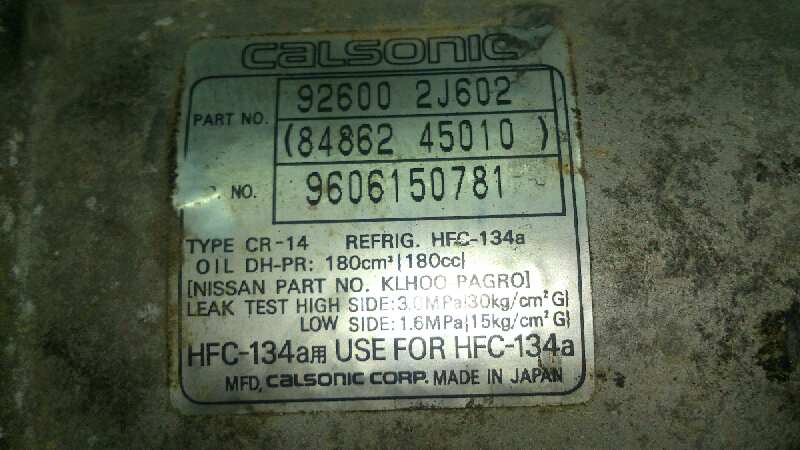 CALSONIC
PART NO. 92600 2J602
(84862 45010 )
NO. 9606150781
TYPE CR-14 REFRIG. HFC-134a
OIL DH-PR: 180cm³(180cc)
[NISSAN PART NO. KLHOO PAGRO]
LEAK TEST HIGH SIDE: 3.0MPa(30kg/cm²G)
LOW SIDE: 1.6MPa(15kg/cm²G)
HFC-134a用 USE FOR HFC-134a
MFD. CALSONIC CORP. MADE IN JAPAN